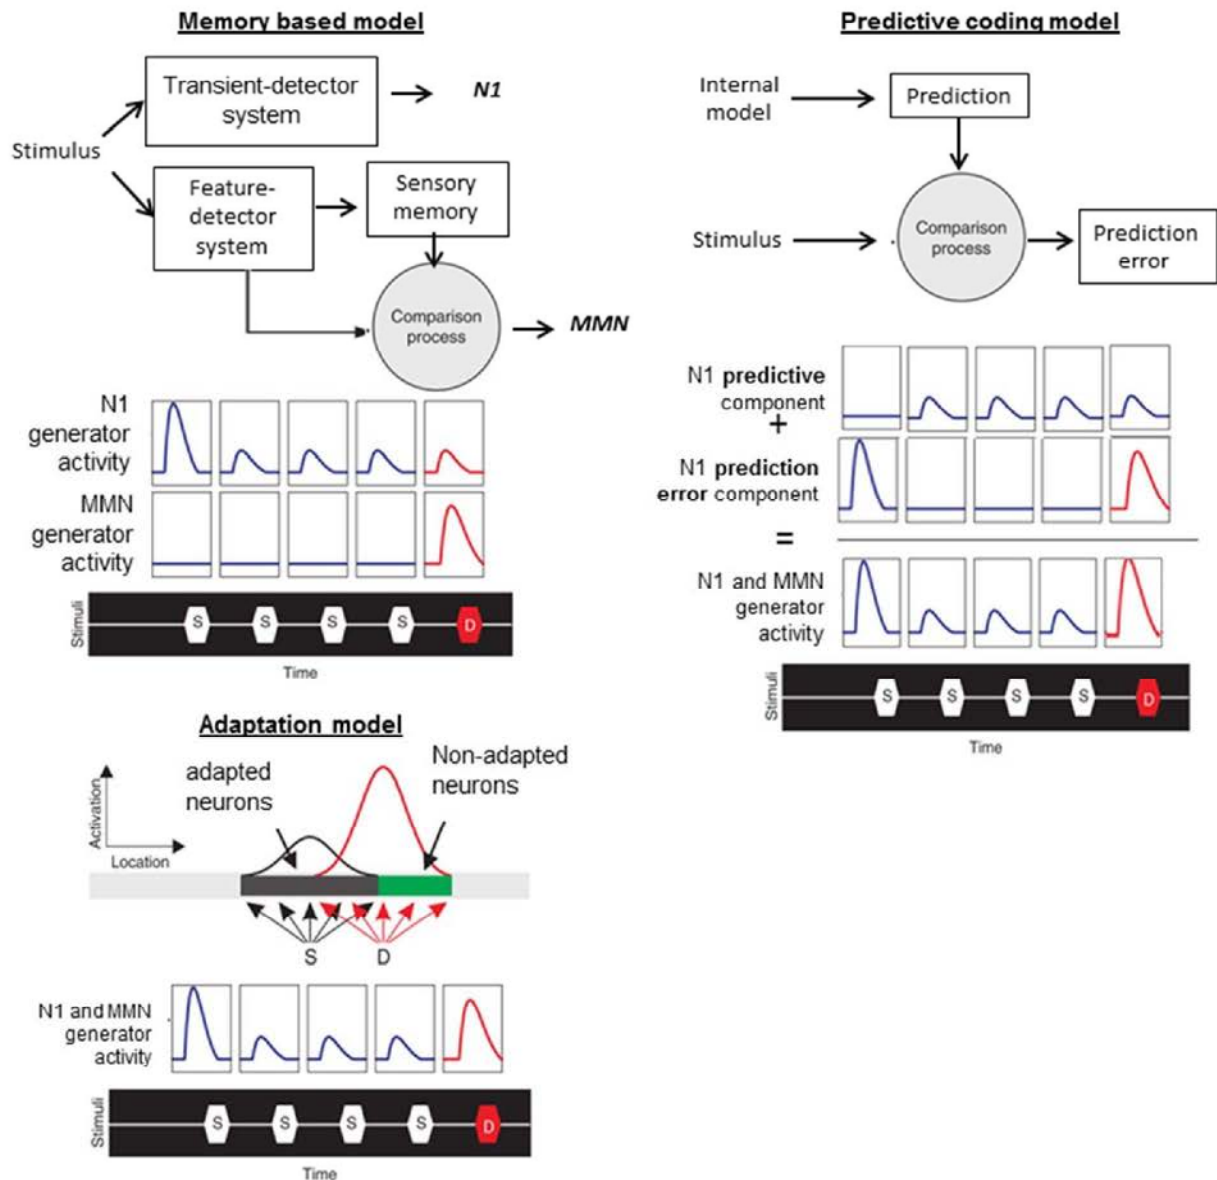 Memory based model
Transient-detector
system
N1
Stimulus
Feature-
detector
system
Sensory
memory
Comparison
process
MMN
N1
generator
activity
MMN
generator
activity
Stimuli
S S S S D
Time
Adaptation model
Activation
Location
adapted
neurons
Non-adapted
neurons
S D
N1 and MMN
generator
activity
Stimuli
S S S S D
Time
Predictive coding model
Internal
model
Prediction
Stimulus
Comparison
process
Prediction
error
N1 predictive
component
+
N1 prediction
error component
=
N1 and MMN
generator
activity
Stimuli
S S S S D
Time